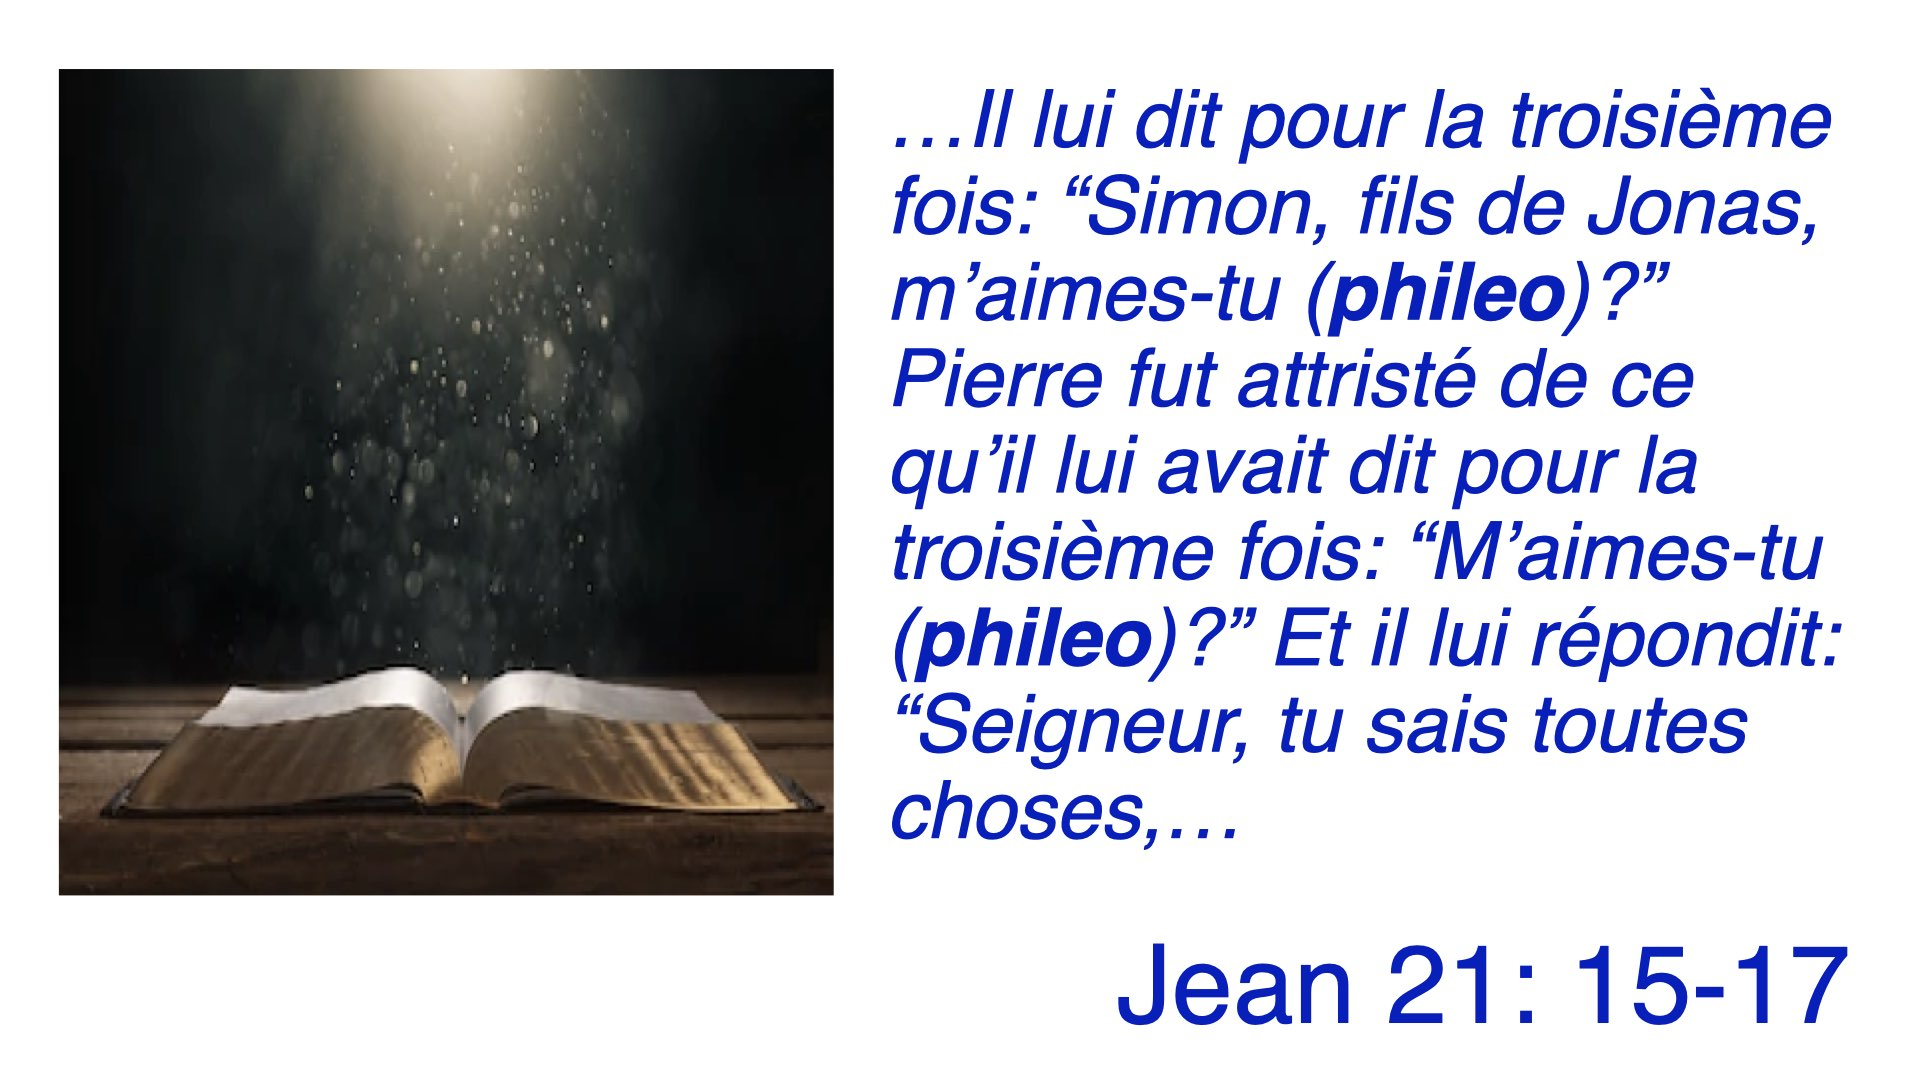 …Il lui dit pour la troisième
fois: “Simon, fils de Jonas,
m’aimes-tu (phileo)?”
Pierre fut attristé de ce
qu’il lui avait dit pour la
troisième fois: “M’aimes-tu
(phileo)?” Et il lui répondit:
“Seigneur, tu sais toutes
choses,…
Jean 21: 15-17